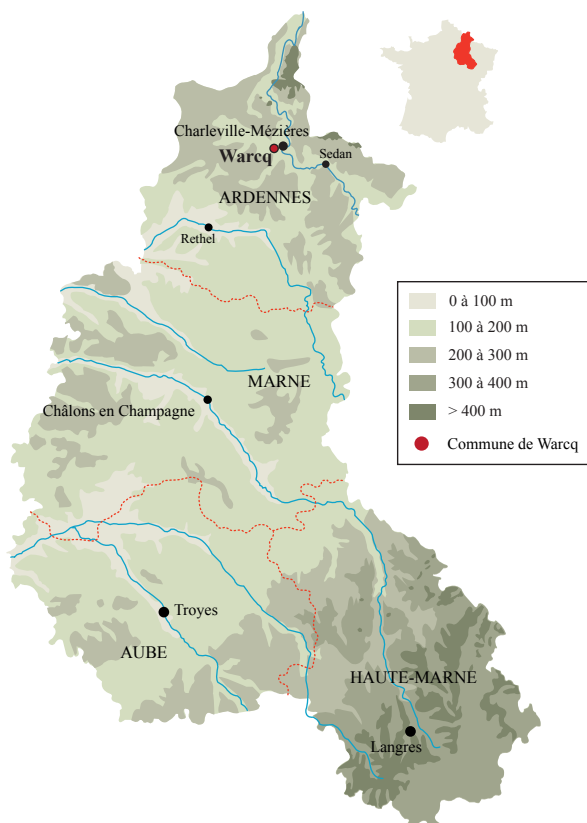 Charleville-Mézières
Warcq
Sedan
ARDENNES
Rethel
0 à 100 m
100 à 200 m
200 à 300 m
300 à 400 m
> 400 m
Commune de Warcq
MARNE
Châlons en Champagne
Troyes
AUBE
HAUTE-MARNE
Langres